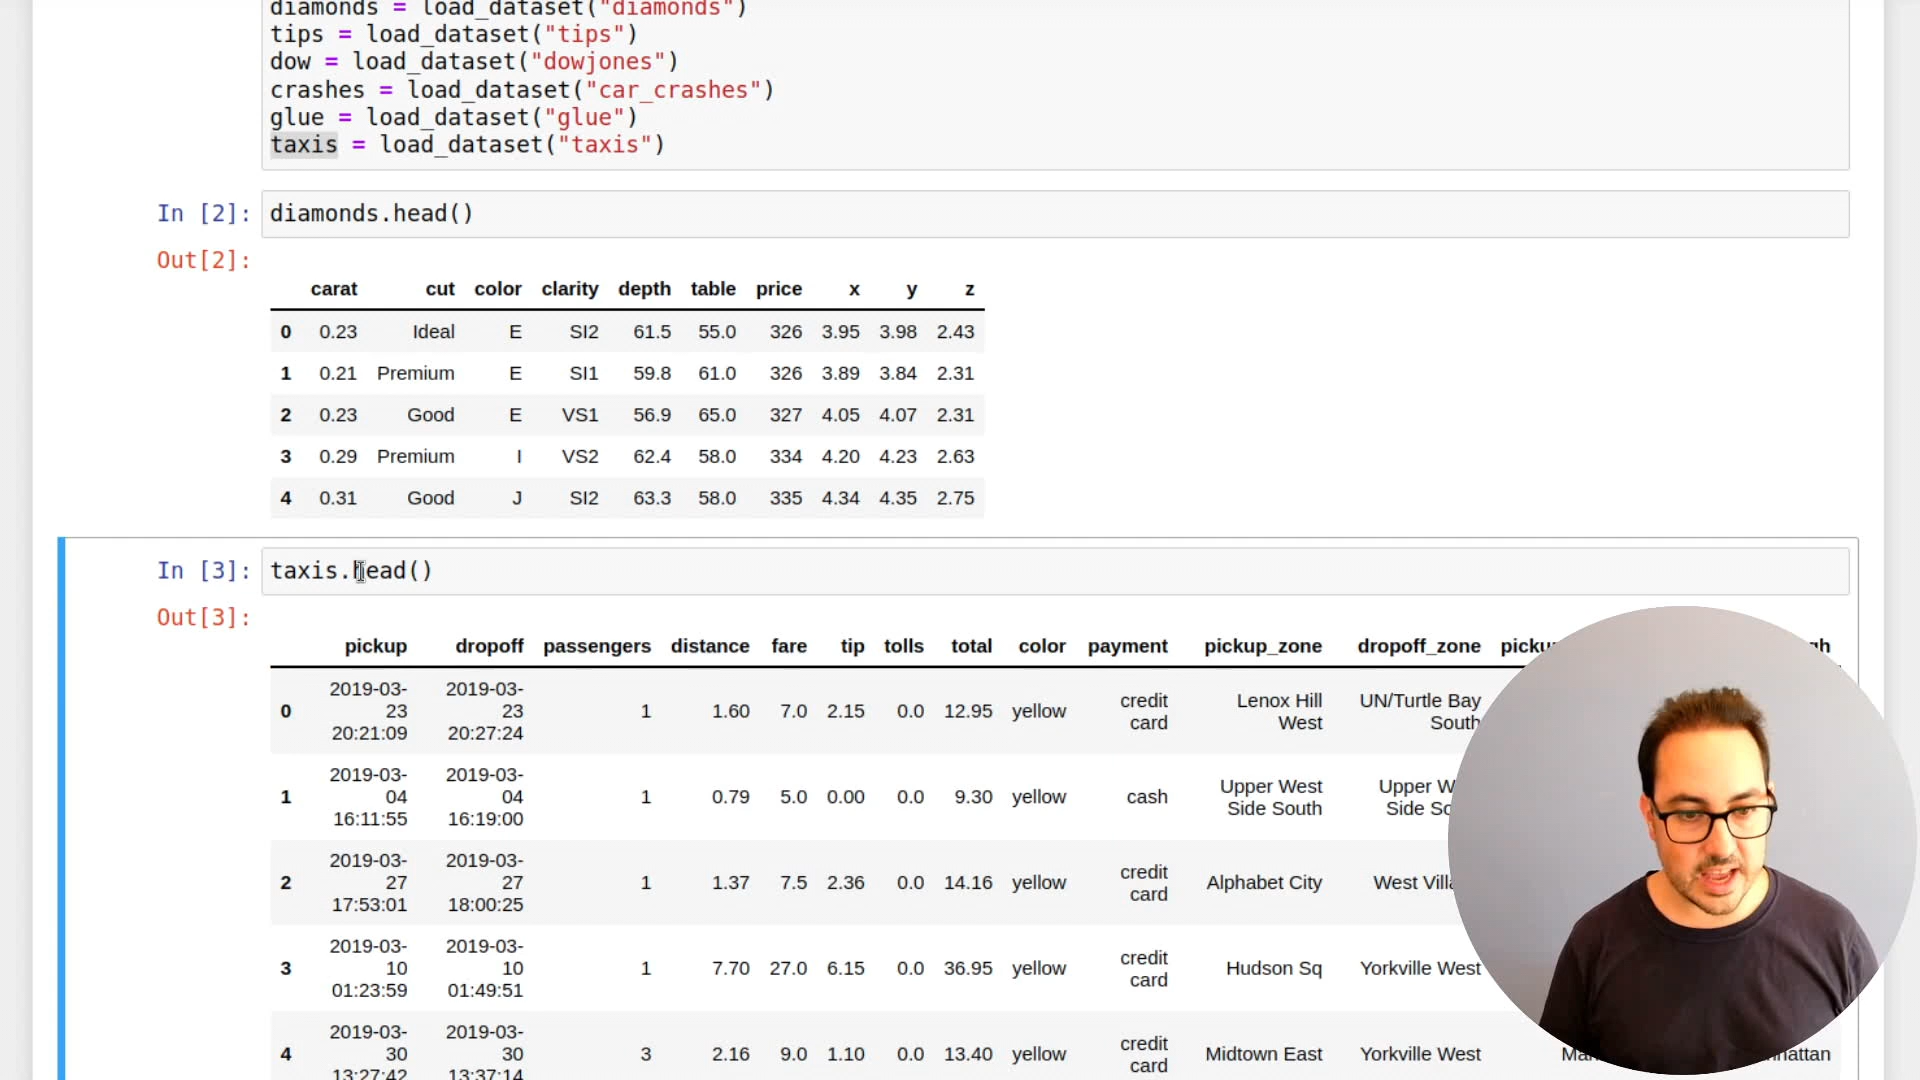 diamonds = load_dataset("diamonds")
tips = load_dataset("tips")
dow = load_dataset("dowjones")
crashes = load_dataset("car_crashes")
glue = load_dataset("glue")
taxis = load_dataset("taxis")
In [2]: diamonds.head()
Out[2]:
carat cut color clarity depth table price x y z
0 0.23 Ideal E SI2 61.5 55.0 326 3.95 3.98 2.43
1 0.21 Premium E SI1 59.8 61.0 326 3.89 3.84 2.31
2 0.23 Good E VS1 56.9 65.0 327 4.05 4.07 2.31
3 0.29 Premium I VS2 62.4 58.0 334 4.20 4.23 2.63
4 0.31 Good J SI2 63.3 58.0 335 4.34 4.35 2.75
In [3]: taxis.head()
Out[3]:
pickup dropoff passengers distance fare tip tolls total color payment pickup_zone dropoff_zone
2019-03- 2019-03- credit Lenox Hill UN/Turtle Bay
0 23 23 1 1.60 7.0 2.15 0.0 12.95 yellow card West South
20:21:09 20:27:24
2019-03- 2019-03- Upper West Upper
1 04 04 1 0.79 5.0 0.00 0.0 9.30 yellow cash Side South Side
16:11:55 16:19:00
2019-03- 2019-03- credit
2 27 27 1 1.37 7.5 2.36 0.0 14.16 yellow card Alphabet City West
17:53:01 18:00:25
2019-03- 2019-03- credit
3 10 10 1 7.70 27.0 6.15 0.0 36.95 yellow card Hudson Sq Yorkville West
01:23:59 01:49:51
2019-03- 2019-03- credit
4 30 30 3 2.16 9.0 1.10 0.0 13.40 yellow card Midtown East Yorkville West
13:27:42 13:37:14